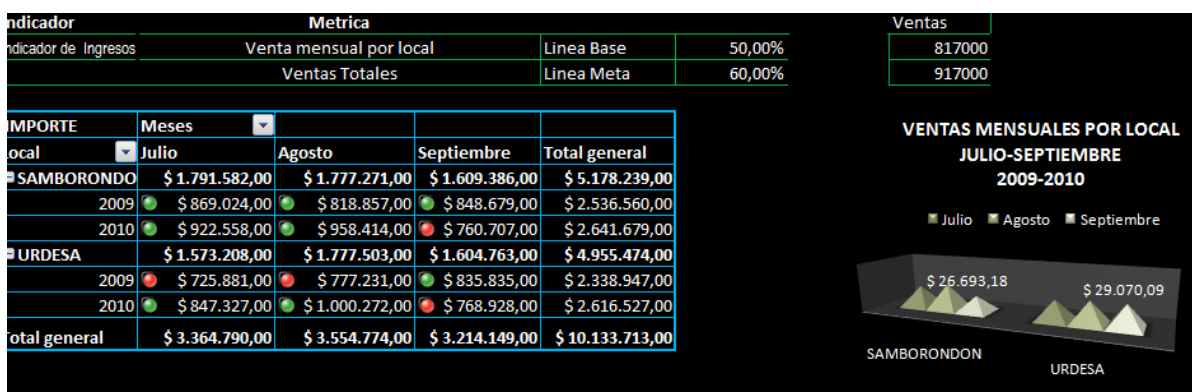 ndicador Metrica Ventas
ndicador de Ingresos Venta mensual por local Linea Base 50,00% 817000
Ventas Totales Linea Meta 60,00% 917000
IMPORTE Meses
ocal Julio Agosto Septiembre Total general
SAMBORONDO $ 1.791.582,00 $ 1.777.271,00 $ 1.609.386,00 $ 5.178.239,00
2009 $ 869.024,00 $ 818.857,00 $ 848.679,00 $ 2.536.560,00
2010 $ 922.558,00 $ 958.414,00 $ 760.707,00 $ 2.641.679,00
URDESA $ 1.573.208,00 $ 1.777.503,00 $ 1.604.763,00 $ 4.955.474,00
2009 $ 725.881,00 $ 777.231,00 $ 835.835,00 $ 2.338.947,00
2010 $ 847.327,00 $ 1.000.272,00 $ 768.928,00 $ 2.616.527,00
otal general $ 3.364.790,00 $ 3.554.774,00 $ 3.214.149,00 $ 10.133.713,00
VENTAS MENSUALES POR LOCAL
JULIO-SEPTIEMBRE
2009-2010
Julio Agosto Septiembre
$ 26.693,18
$ 29.070,09
SAMBORONDON
URDESA